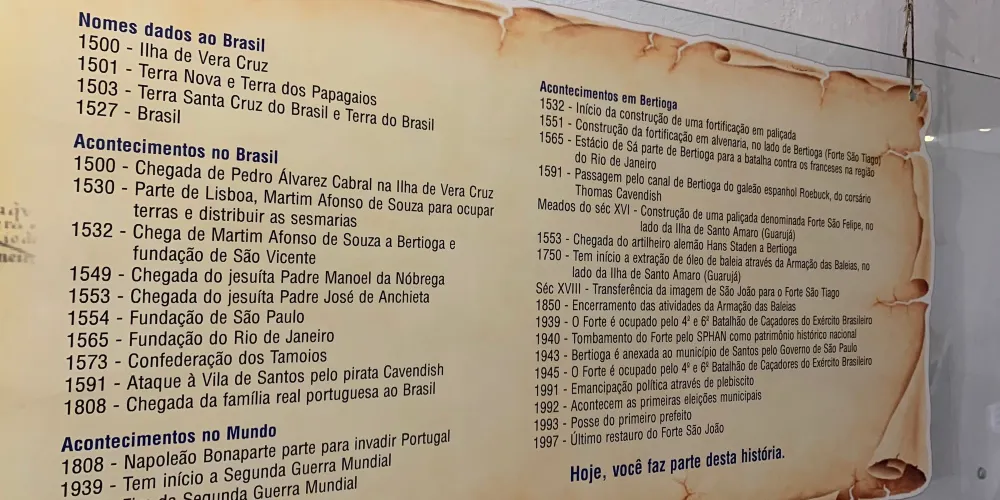 Nomes dados ao Brasil
1500 - Ilha de Vera Cruz
1501 - Terra Nova e Terra dos Papagaios
1503 - Terra Santa Cruz do Brasil e Terra do Brasil
1527 - Brasil
Acontecimentos no Brasil
1500 - Chegada de Pedro Álvarez Cabral na Ilha de Vera Cruz
1530 - Parte de Lisboa, Martim Afonso de Souza para ocupar
terras e distribuir as sesmarias
1532 - Chega de Martim Afonso de Souza a Bertioga e
fundação de São Vicente
1549 - Chegada do jesuíta Padre Manoel da Nóbrega
1553 - Chegada do jesuíta Padre José de Anchieta
1554 - Fundação de São Paulo
1565 - Fundação do Rio de Janeiro
1573 - Confederação dos Tamoios
1591 - Ataque à Vila de Santos pelo pirata Cavendish
1808 - Chegada da família real portuguesa ao Brasil
Acontecimentos no Mundo
1808 - Napoleão Bonaparte parte para invadir Portugal
1939 - Tem início a Segunda Guerra Mundial
da Segunda Guerra Mundial
Acontecimentos em Bertioga
1532 - Início da construção de uma fortificação em paliçada
1551 - Construção da fortificação em alvenaria, no lado de Bertioga (Forte São Tiago)
1565 - Estácio de Sá parte de Bertioga para a batalha contra os franceses na região
do Rio de Janeiro
1591 - Passagem pelo canal de Bertioga do galeão espanhol Roebuck, do corsário
Thomas Cavendish
Meados do séc XVI - Construção de uma paliçada denominada Forte São Felipe, no
lado da Ilha de Santo Amaro (Guarujá)
1553 - Chegada do artilheiro alemão Hans Staden a Bertioga
1750 - Tem início a extração de óleo de baleia através da Armação das Baleias, no
lado da Ilha de Santo Amaro (Guarujá)
Séc XVIII - Transferência da imagem de São João para o Forte São Tiago
1850 - Encerramento das atividades da Armação das Baleias
1939 - O Forte é ocupado pelo 4º e 6º Batalhão de Caçadores do Exército Brasileiro
1940 - Tombamento do Forte pelo SPHAN como patrimônio histórico nacional
1943 - Bertioga é anexada ao município de Santos pelo Governo de São Paulo
1945 - O Forte é ocupado pelo 4º e 6º Batalhão de Caçadores do Exército Brasileiro
1991 - Emancipação política através de plebiscito
1992 - Acontecem as primeiras eleições municipais
1993 - Posse do primeiro prefeito
1997 - Último restauro do Forte São João
Hoje, você faz parte desta história.